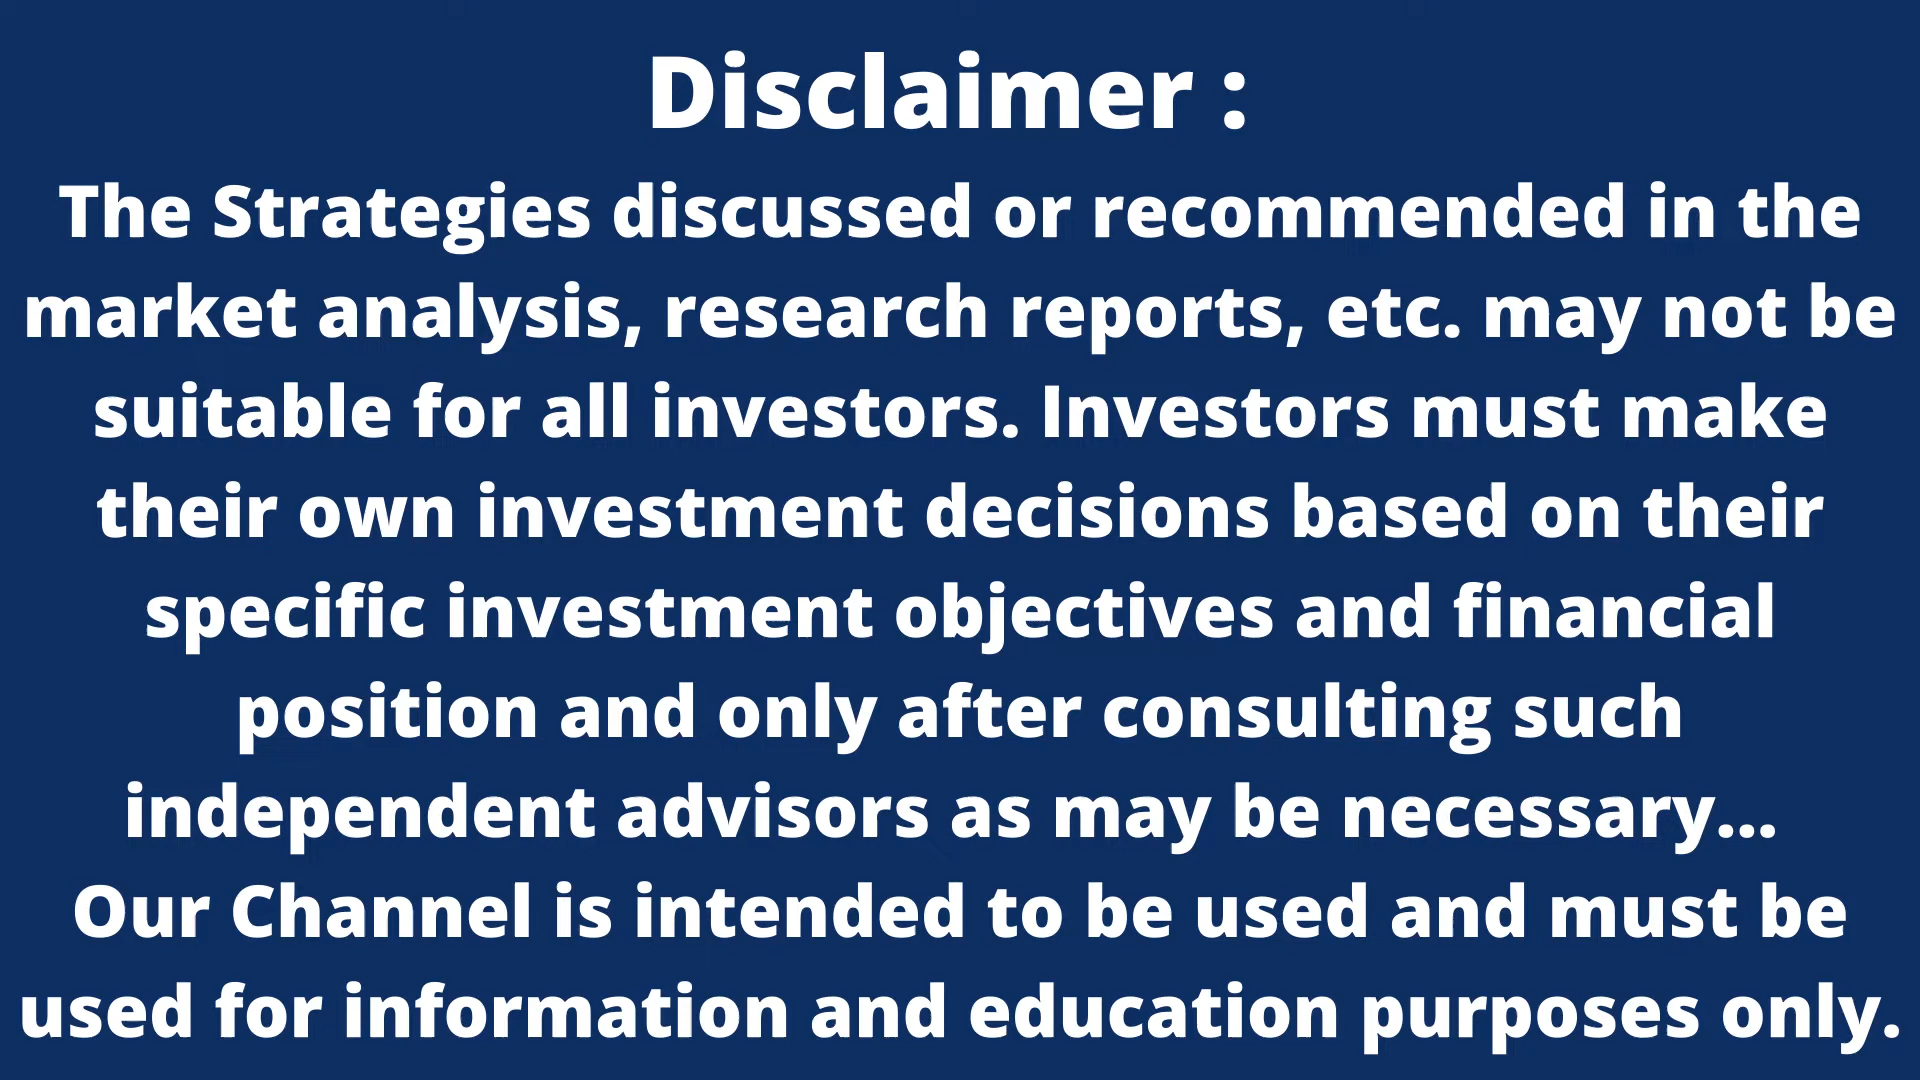 Disclaimer :
The Strategies discussed or recommended in the
market analysis, research reports, etc. may not be
suitable for all investors. Investors must make
their own investment decisions based on their
specific investment objectives and financial
position and only after consulting such
independent advisors as may be necessary...
Our Channel is intended to be used and must be
used for information and education purposes only.